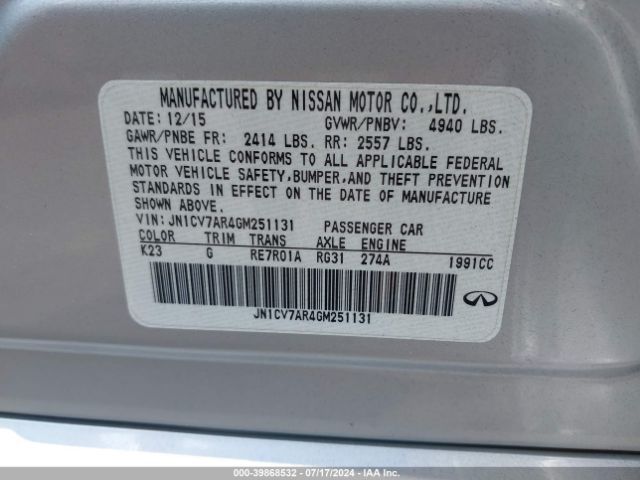 MANUFACTURED BY NISSAN MOTOR CO.,LTD.
DATE: 12/15 GVWR/PNBV: 4940 LBS.
GAWR/PNBE FR: 2414 LBS. RR: 2557 LBS.
THIS VEHICLE CONFORMS TO ALL APPLICABLE FEDERAL
MOTOR VEHICLE SAFETY,BUMPER,AND THEFT PREVENTION
STANDARDS IN EFFECT ON THE DATE OF MANUFACTURE
SHOWN ABOVE.
VIN:JN1CV7AR4GM251131 PASSENGER CAR
COLOR TRIM TRANS AXLE ENGINE
K23 G RE7R01A RG31 274A 1991CC
JN1CV7AR4GM251131
000-39868532 - 07/17/2024 - IAAI.CA